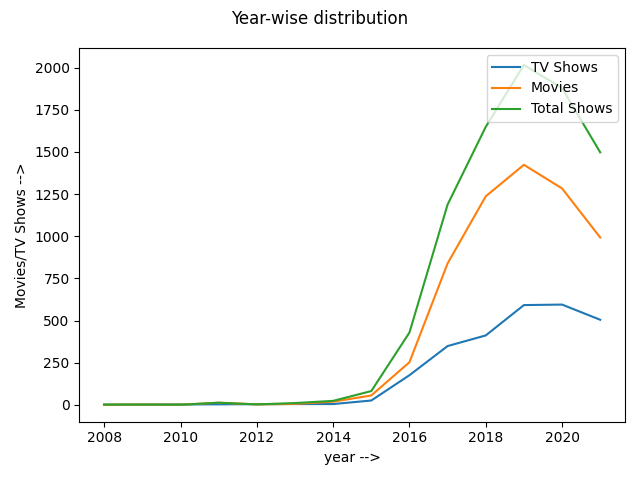 Year-wise distribution
TV Shows
Movies
Total Shows
Movies/TV Shows -->
2000
1750
1500
1250
1000
750
500
250
0
2008 2010 2012 2014 2016 2018 2020
year -->